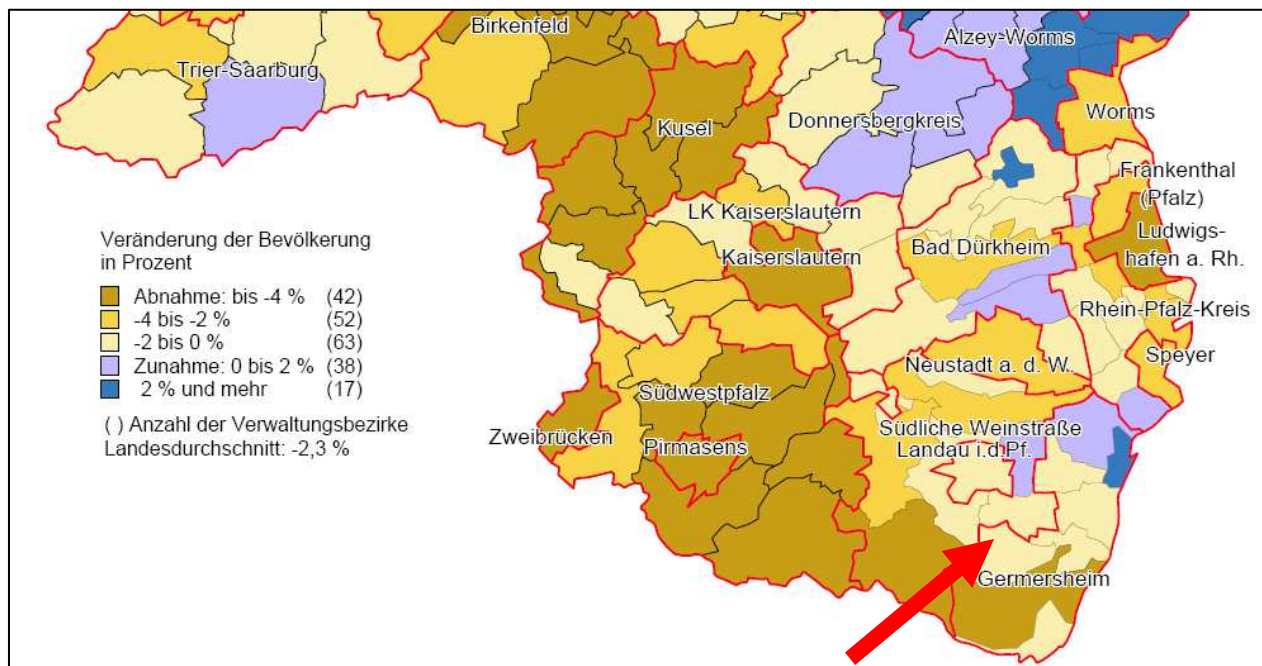 Birkenfeld
Alzey-Worms
Trier-Saarburg
Kusel
Donnersbergkreis
Worms
Frankenthal
(Pfalz)
LK Kaiserslautern
Kaiserslautern
Bad Dürkheim
Ludwigs-
hafen a. Rh.
Rhein-Pfalz-Kreis
Neustadt a. d. W.
Speyer
Südwestpfalz
Zweibrücken
Pirmasens
Südliche Weinstraße
Landau i.d.Pf.
Germersheim
Veränderung der Bevölkerung
in Prozent
Abnahme: bis -4 % (42)
-4 bis -2 % (52)
-2 bis 0 % (63)
Zunahme: 0 bis 2 % (38)
2 % und mehr (17)
( ) Anzahl der Verwaltungsbezirke
Landesdurchschnitt: -2,3 %